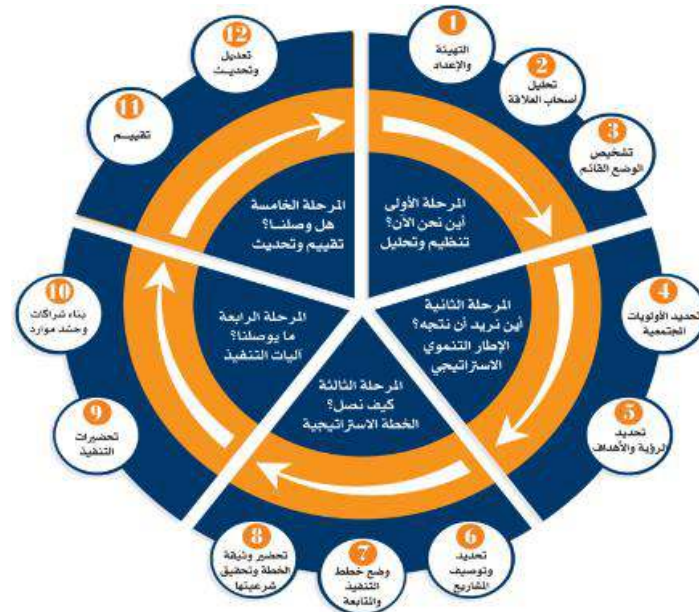 1
التهيئة
والإعداد
2
تحليل
اصحاب العلاقة
3
تشخيص
الوضع القائم
4
تحديد الأولويات
المجتمعية
5
تحديد
الرؤية والأهداف
6
تحديد
وتوصيف
المشاريع
7
وضع خطط
التنفيذ
والمتابعة
8
تحضير وثيقة
الخطة وتحقيق
شرعيتها
9
تحضيرات
التنفيذ
10
بناء شراكات
وحشد موارد
11
تقييم
12
تعديل
وتحديث
المرحلة الأولى
أين نحن الآن؟
تنظيم وتحليل
المرحلة الثانية
أين نريد أن نتجه؟
الإطار التنموي
الاستراتيجي
المرحلة الثالثة
كيف نصل؟
الخطة الاستراتيجية
المرحلة الرابعة
ما يوصلنا؟
آليات التنفيذ
المرحلة الخامسة
هل وصلنا؟
تقييم وتحديث